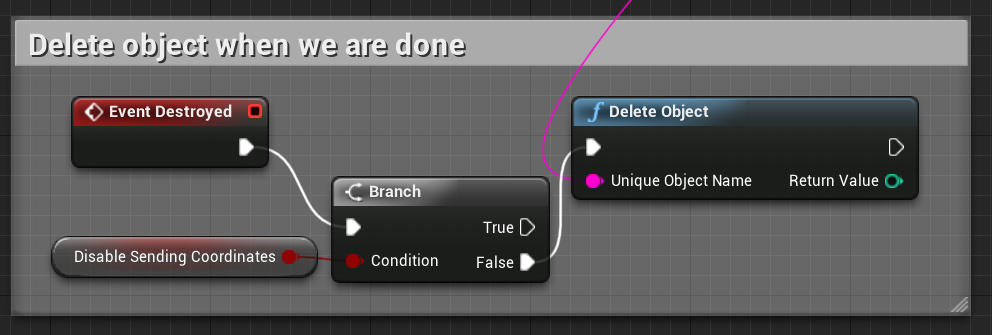 Delete object when we are done
Event Destroyed
Delete Object
Unique Object Name
Return Value
Branch
True
Disable Sending Coordinates
Condition
False